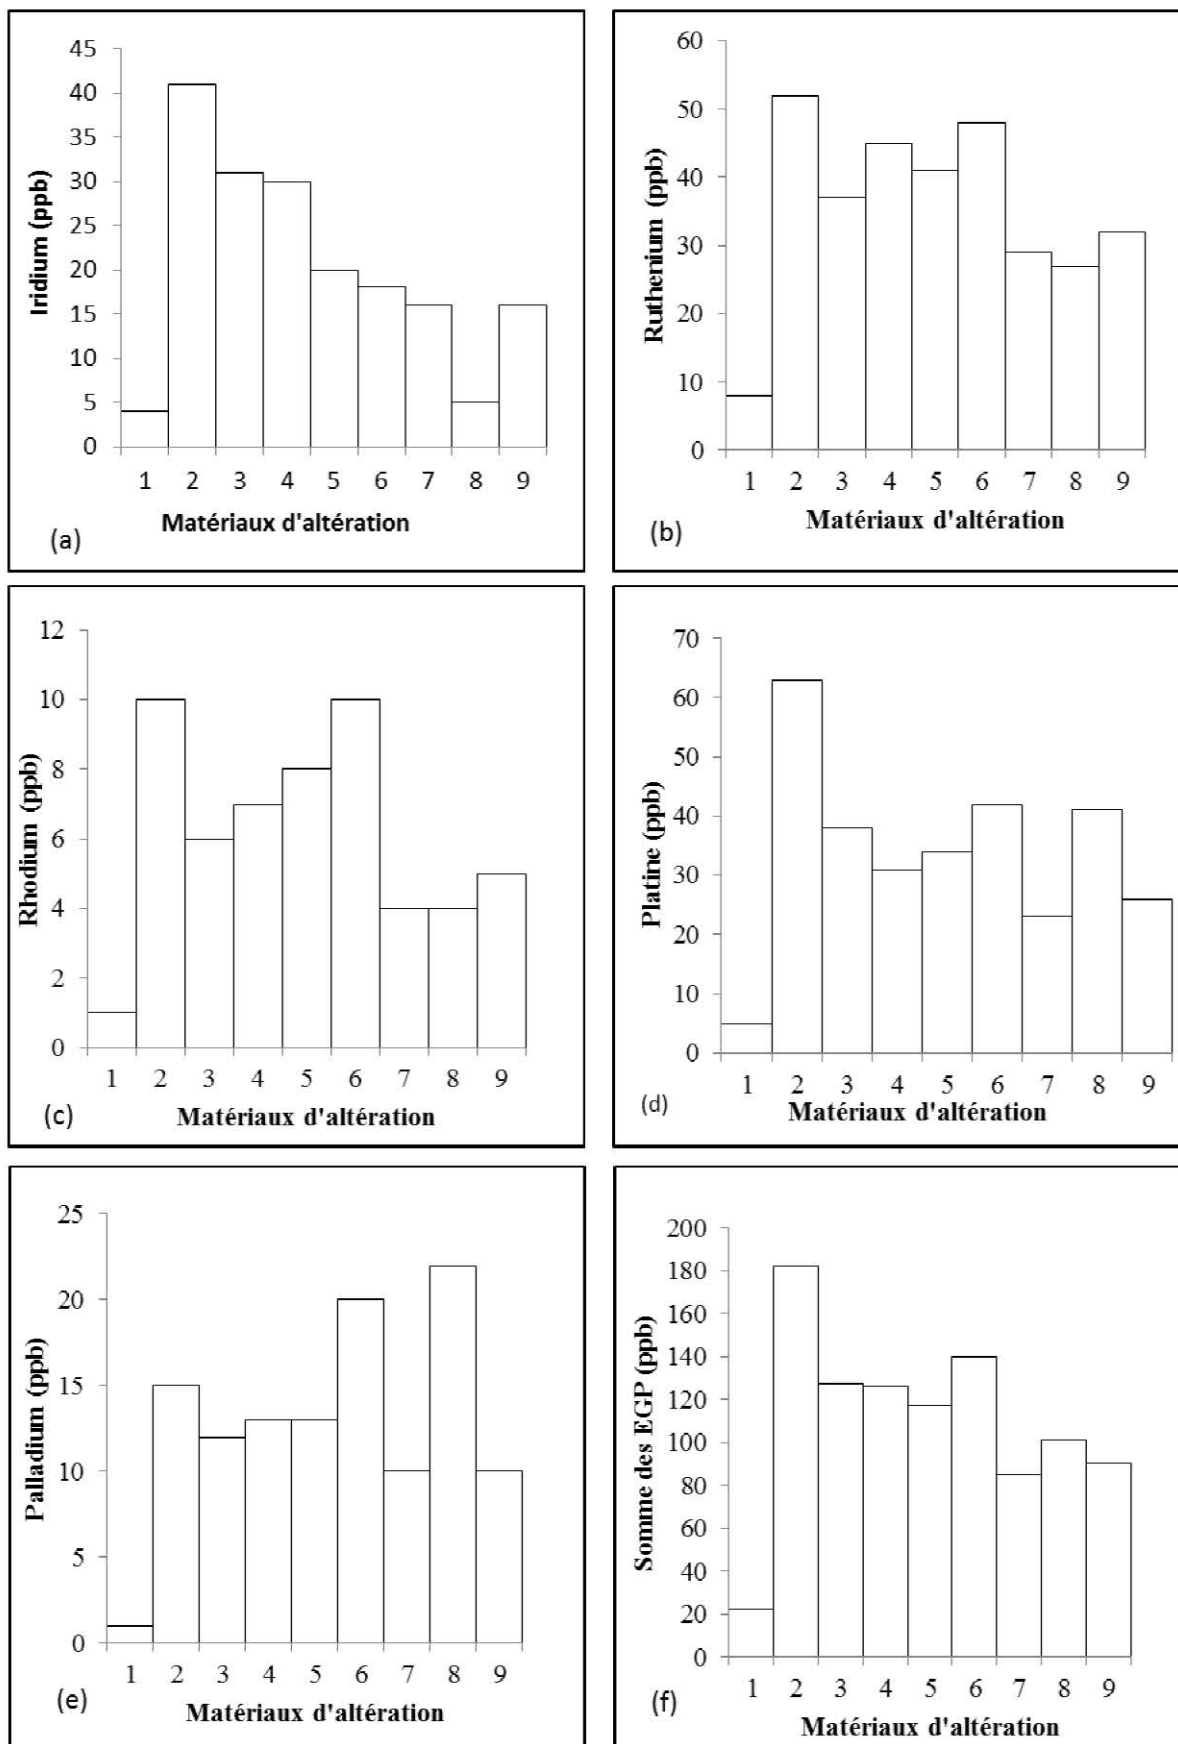 45
40
35
30
25
20
15
10
5
0
Iridium (ppb)
1 2 3 4 5 6 7 8 9
Matériaux d'altération
(a)
60
50
40
30
20
10
0
Ruthenium (ppb)
1 2 3 4 5 6 7 8 9
Matériaux d'altération
(b)
12
10
8
6
4
2
0
Rhodium (ppb)
1 2 3 4 5 6 7 8 9
Matériaux d'altération
(c)
70
60
50
40
30
20
10
0
Platine (ppb)
1 2 3 4 5 6 7 8 9
Matériaux d'altération
(d)
25
20
15
10
5
0
Palladium (ppb)
1 2 3 4 5 6 7 8 9
Matériaux d'altération
(e)
200
180
160
140
120
100
80
60
40
20
0
Somme des EGP (ppb)
1 2 3 4 5 6 7 8 9
Matériaux d'altération
(f)